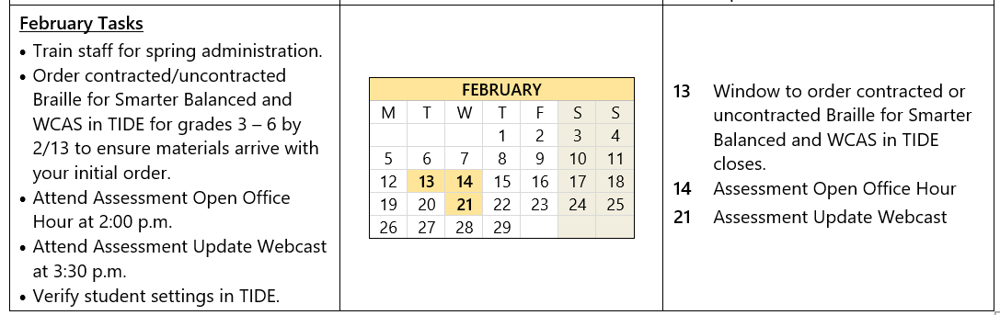 February Tasks
• Train staff for spring administration.
• Order contracted/uncontracted
Braille for Smarter Balanced and
WCAS in TIDE for grades 3 – 6 by
2/13 to ensure materials arrive with
your initial order.
• Attend Assessment Open Office
Hour at 2:00 p.m.
• Attend Assessment Update Webcast
at 3:30 p.m.
• Verify student settings in TIDE.
FEBRUARY
M T W T F S S
1 2 3 4
5 6 7 8 9 10 11
12 13 14 15 16 17 18
19 20 21 22 23 24 25
26 27 28 29
13 Window to order contracted or
uncontracted Braille for Smarter
Balanced and WCAS in TIDE
closes.
14 Assessment Open Office Hour
21 Assessment Update Webcast